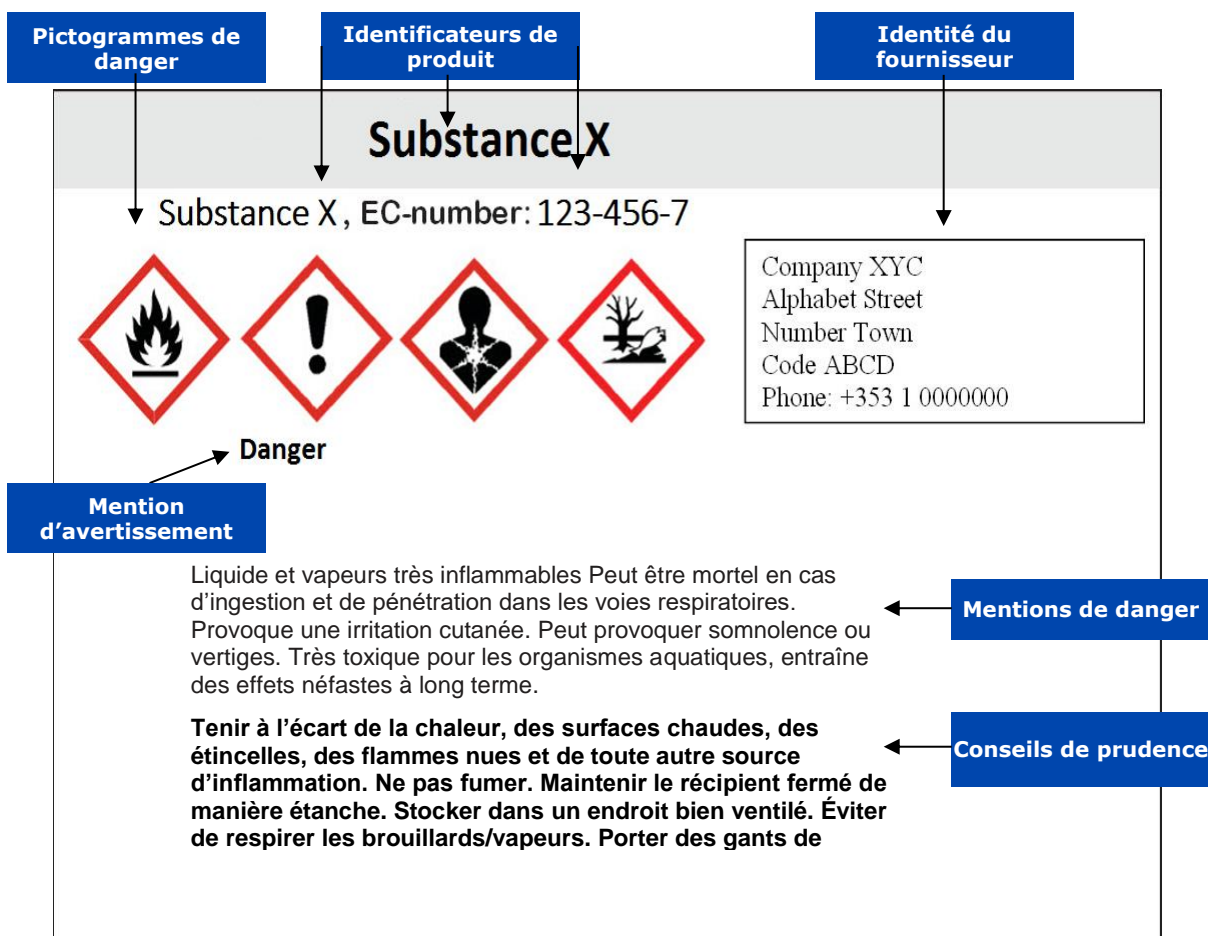 Pictogrammes de
danger
Identificateurs de
produit
Identité du
fournisseur
Substance X
Substance X, EC-number: 123-456-7
Company XYC
Alphabet Street
Number Town
Code ABCD
Phone: +353 1 0000000
Danger
Mention
d’avertissement
Liquide et vapeurs très inflammables Peut être mortel en cas
d’ingestion et de pénétration dans les voies respiratoires.
Provoque une irritation cutanée. Peut provoquer somnolence ou
vertiges. Très toxique pour les organismes aquatiques, entraîne
des effets néfastes à long terme.
Mentions de danger
Tenir à l’écart de la chaleur, des surfaces chaudes, des
étincelles, des flammes nues et de toute autre source
d’inflammation. Ne pas fumer. Maintenir le récipient fermé de
manière étanche. Stocker dans un endroit bien ventilé. Éviter
de respirer les brouillards/vapeurs. Porter des gants de
Conseils de prudence